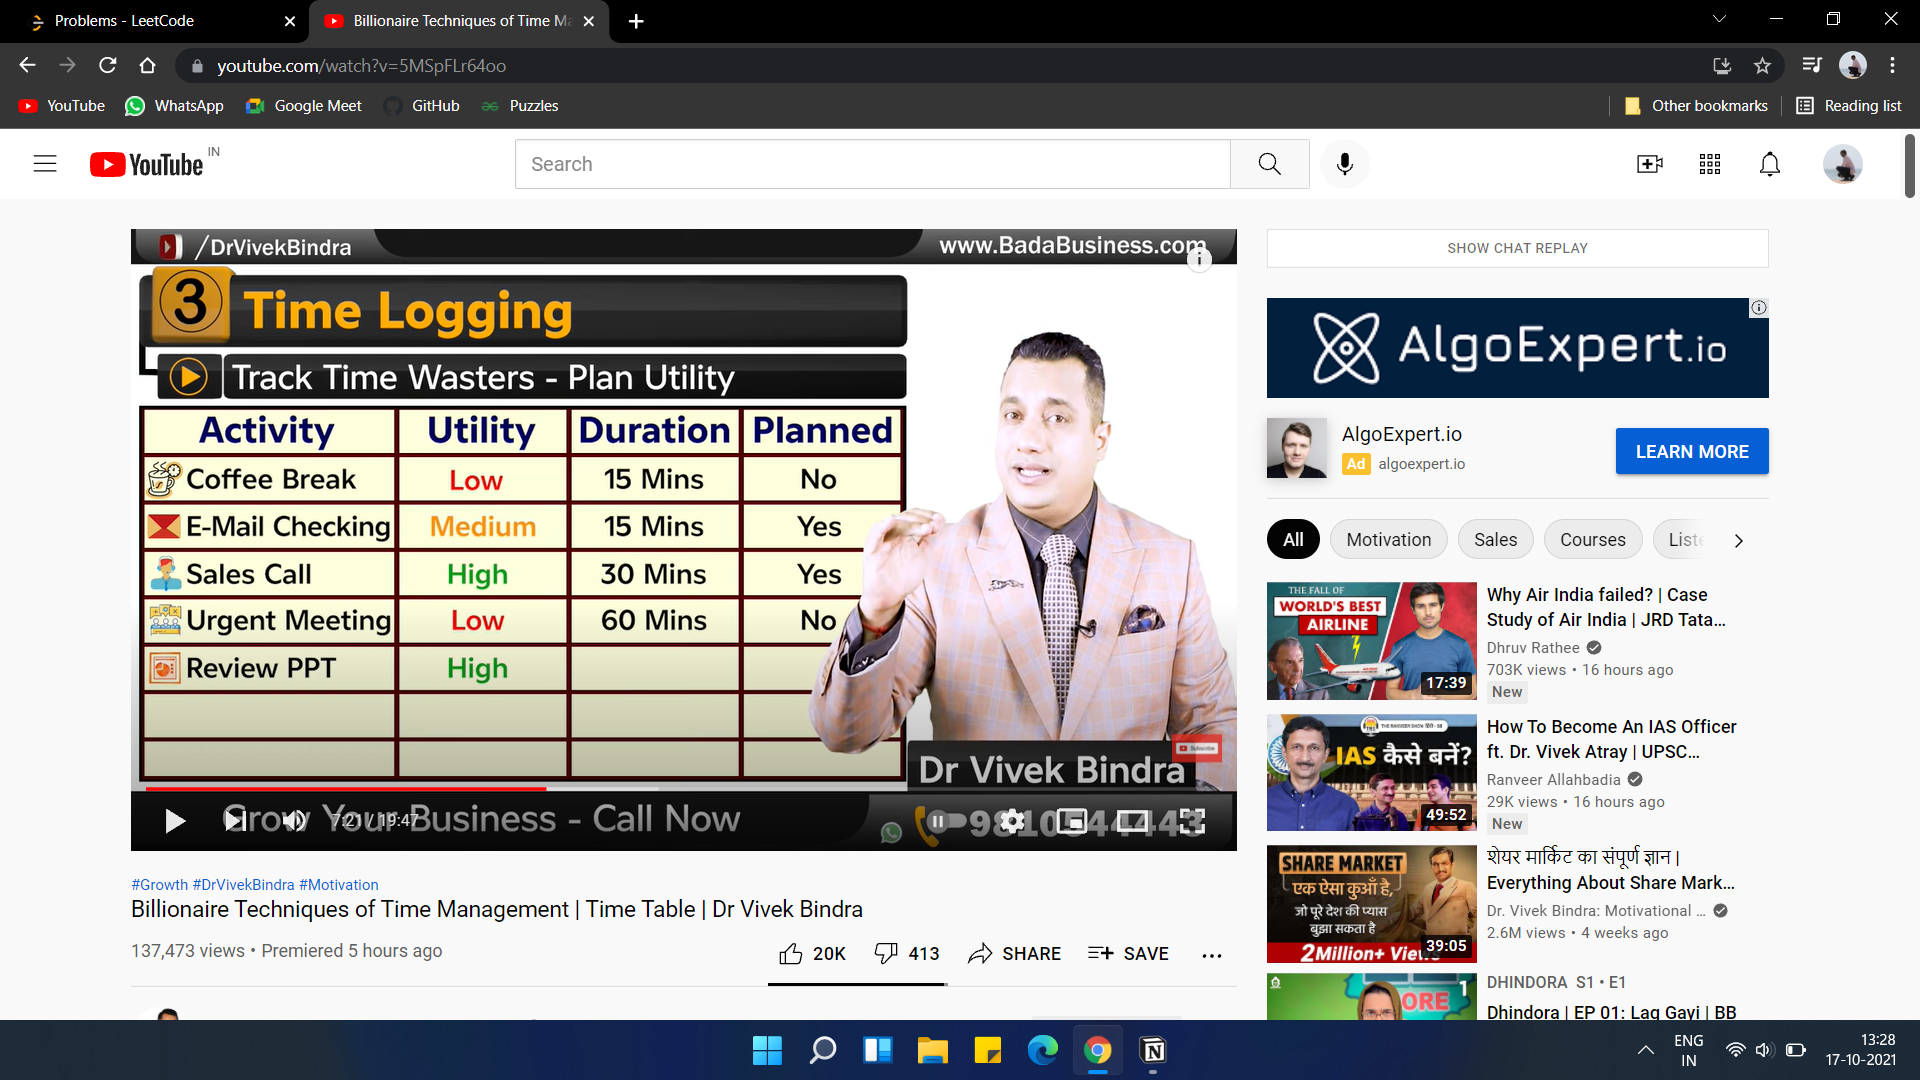 Problems - LeetCode
Billionaire Techniques of Time Ma
youtube.com/watch?v=5MSpFLr64oo
YouTube WhatsApp Google Meet GitHub Puzzles Other bookmarks Reading list
YouTube IN
Search
/DrVivekBindra www.BadaBusiness.com
3 Time Logging
Track Time Wasters - Plan Utility
Activity Utility Duration Planned
Coffee Break Low 15 Mins No
E-Mail Checking Medium 15 Mins Yes
Sales Call High 30 Mins Yes
Urgent Meeting Low 60 Mins No
Review PPT High
Subscribe
Dr Vivek Bindra
Grow Your Business - Call Now
7:21 / 19:47
#Growth #DrVivekBindra #Motivation
Billionaire Techniques of Time Management | Time Table | Dr Vivek Bindra
137,473 views • Premiered 5 hours ago
20K 413 SHARE SAVE
SHOW CHAT REPLAY
AlgoExpert.io
AlgoExpert.io
Ad algoexpert.io
LEARN MORE
All Motivation Sales Courses Liste
THE FALL OF
WORLD'S BEST
AIRLINE
17:39
Why Air India failed? | Case
Study of Air India | JRD Tata...
Dhruv Rathee
703K views • 16 hours ago
New
THE RANVEER SHOW हिंदी - 58
IAS कैसे बनें?
49:52
How To Become An IAS Officer
ft. Dr. Vivek Atray | UPSC...
Ranveer Allahbadia
29K views • 16 hours ago
New
SHARE MARKET
एक ऐसा कुआँ है,
जो पूरे देश की प्यास
बुझा सकता है
2Million+ Views
39:05
शेयर मार्किट का संपूर्ण ज्ञान |
Everything About Share Mark...
Dr. Vivek Bindra: Motivational ...
2.6M views • 4 weeks ago
ORE 1
DHINDORA S1 • E1
Dhindora | EP 01: Lag Gayi | BB
N
ENG
IN
13:28
17-10-2021